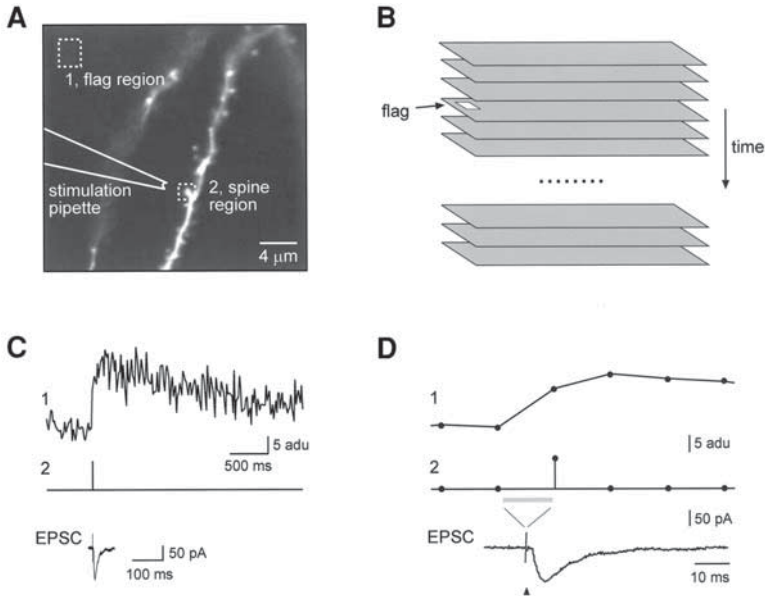 A
1, flag region
stimulation
pipette
2, spine
region
4 μm
B
flag
time
C
1
5 adu
500 ms
2
EPSC
50 pA
100 ms
D
1
5 adu
2
50 pA
EPSC
10 ms